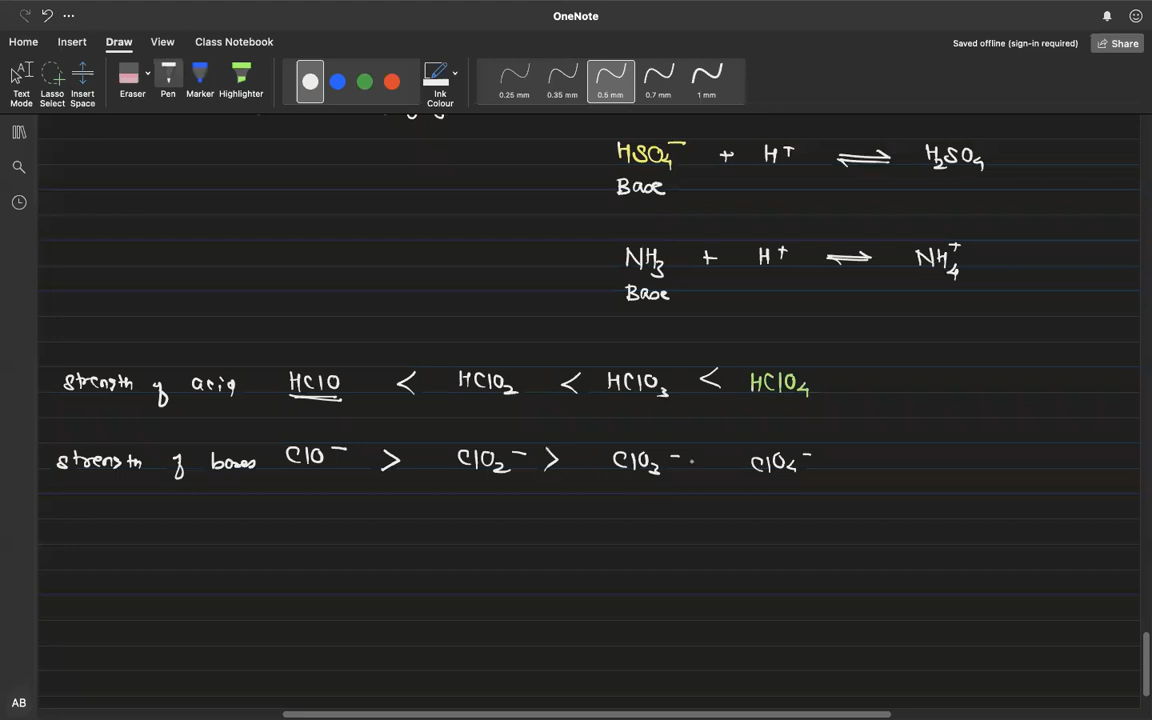 OneNote
Home Insert Draw View Class Notebook
Saved offline (sign-in required) Share
Text Mode Lasso Select Insert Space Eraser Pen Marker Highlighter Ink Colour 0.25 mm 0.35 mm 0.5 mm 0.7 mm 1 mm
HSO₄⁻ + H⁺ ⇌ H₂SO₄
Base
NH₃ + H⁺ ⇌ NH₄⁺
Base
strength of acid HClO < HClO₂ < HClO₃ < HClO₄
strength of bases ClO⁻ > ClO₂⁻ > ClO₃⁻ ClO₄⁻
AB